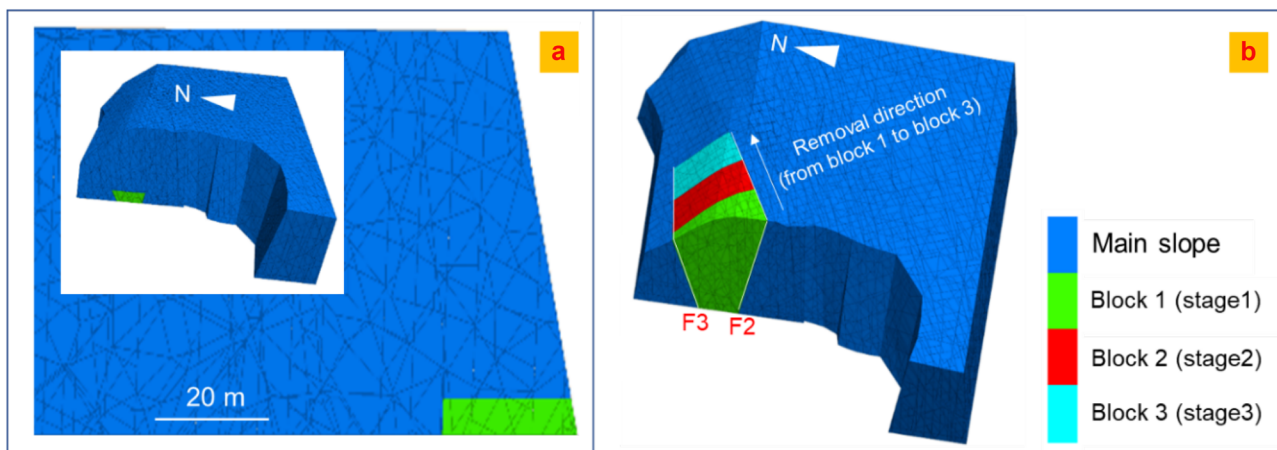 a
N
20 m
b
N
Removal direction
(from block 1 to block 3)
F3
F2
Main slope
Block 1 (stage1)
Block 2 (stage2)
Block 3 (stage3)